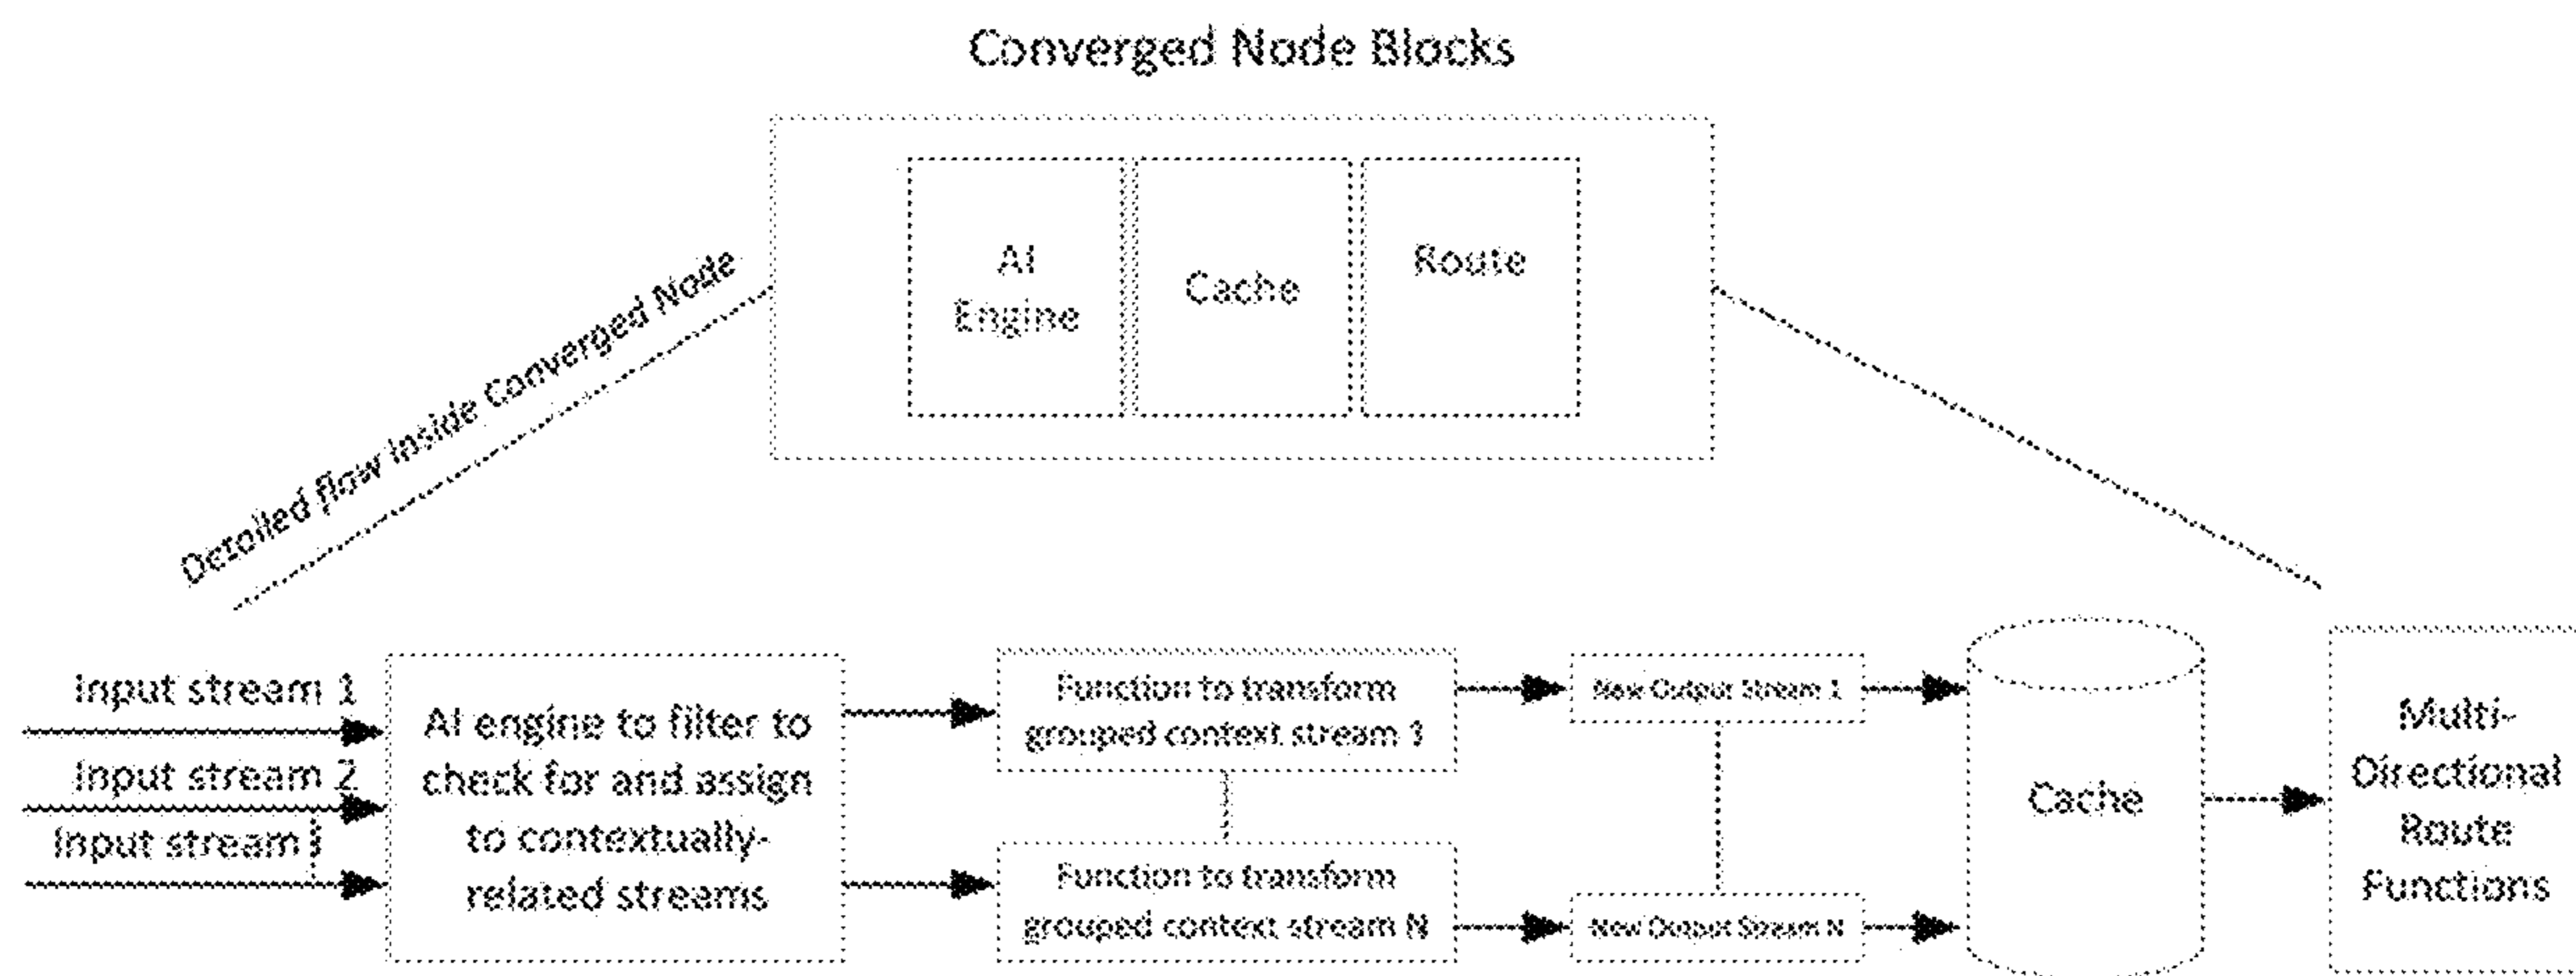 Converged Node Blocks
AI
Engine
Cache
Route
Detailed flow inside Converged Node
Input stream 1
Input stream 2
Input stream
AI engine to filter to
check for and assign
to contextually-
related streams
Function to transform
grouped context stream 1
Function to transform
grouped context stream N
New Output Stream 1
New Output Stream N
Cache
Multi-
Directional
Route
Functions